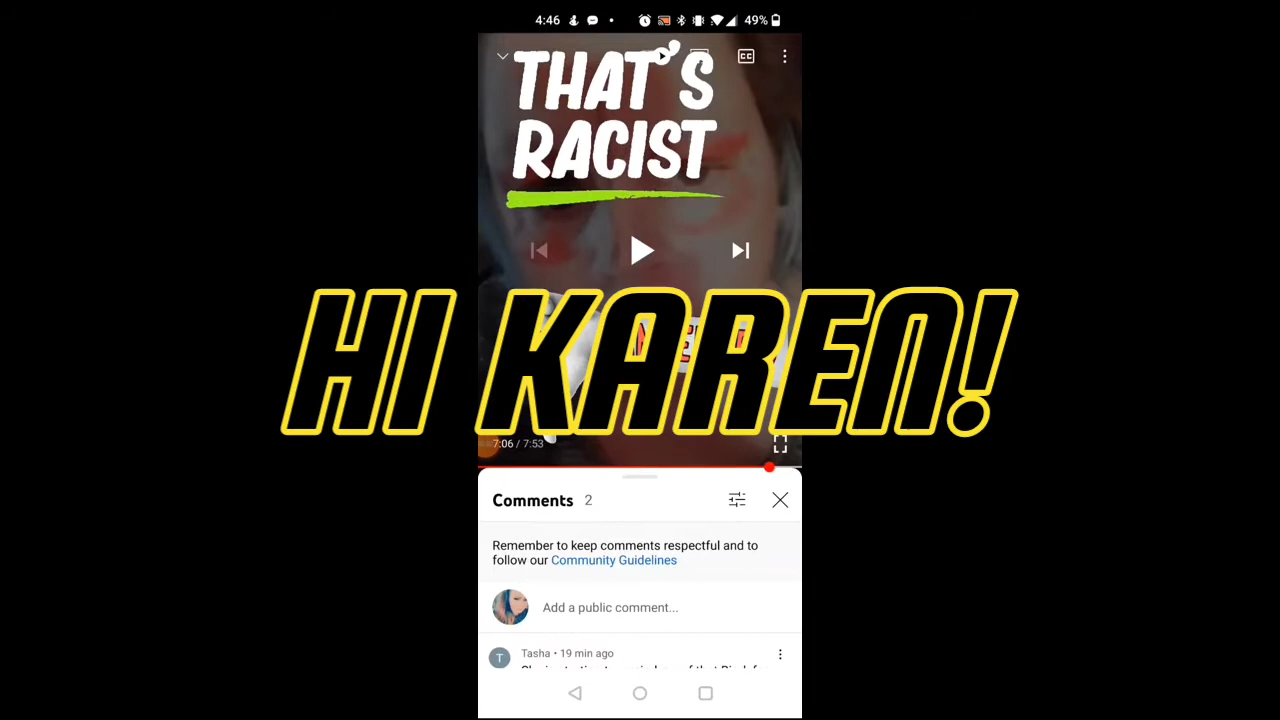 4:46
49%
THAT'S
RACIST
CC
HI KAREN!
7:06 / 7:53
Comments 2
Remember to keep comments respectful and to
follow our Community Guidelines
Add a public comment...
T
Tasha • 19 min ago